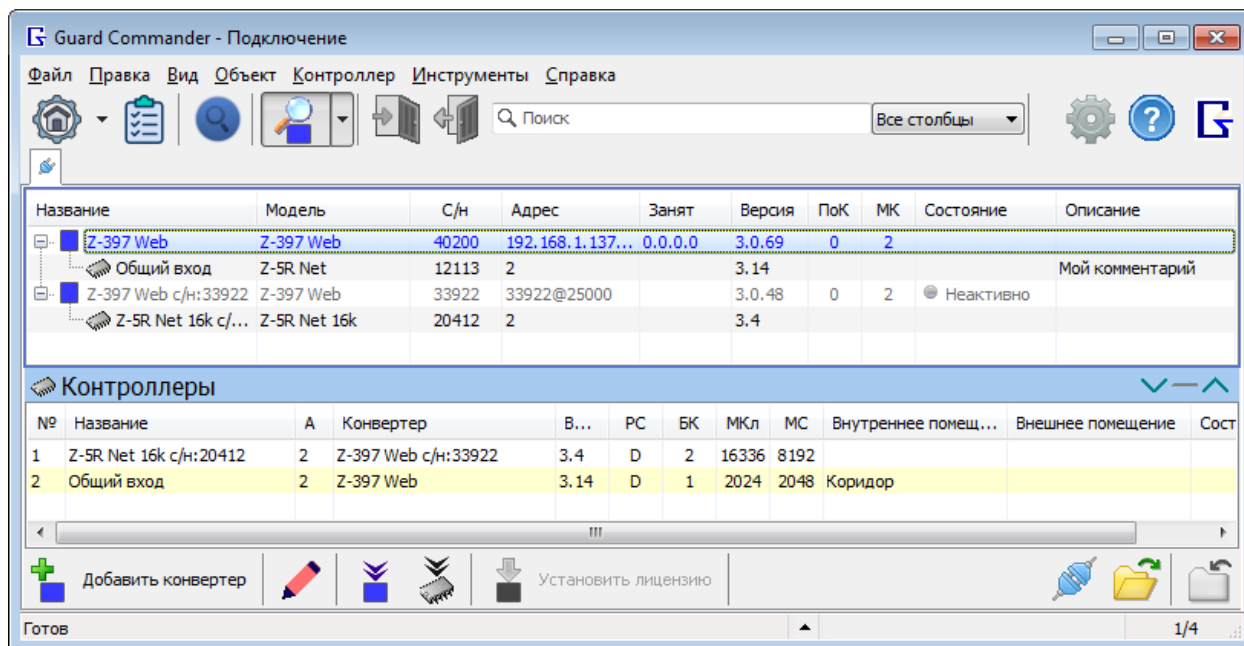 Guard Commander - Подключение
Файл Правка Вид Объект Контроллер Инструменты Справка
Поиск Все столбцы
Название Модель С/н Адрес Занят Версия ПоК МК Состояние Описание
Z-397 Web Z-397 Web 40200 192.168.1.137... 0.0.0.0 3.0.69 0 2
Общий вход Z-5R Net 12113 2 3.14 Мой комментарий
Z-397 Web с/н:33922 Z-397 Web 33922 33922@25000 3.0.48 0 2 Неактивно
Z-5R Net 16k с/... Z-5R Net 16k 20412 2 3.4
Контроллеры
№ Название А Конвертер В... РС БК МКл МС Внутреннее помещ... Внешнее помещение Сост
1 Z-5R Net 16k с/н:20412 2 Z-397 Web с/н:33922 3.4 D 2 16336 8192
2 Общий вход 2 Z-397 Web 3.14 D 1 2024 2048 Коридор
Добавить конвертер Установить лицензию
Готов 1/4